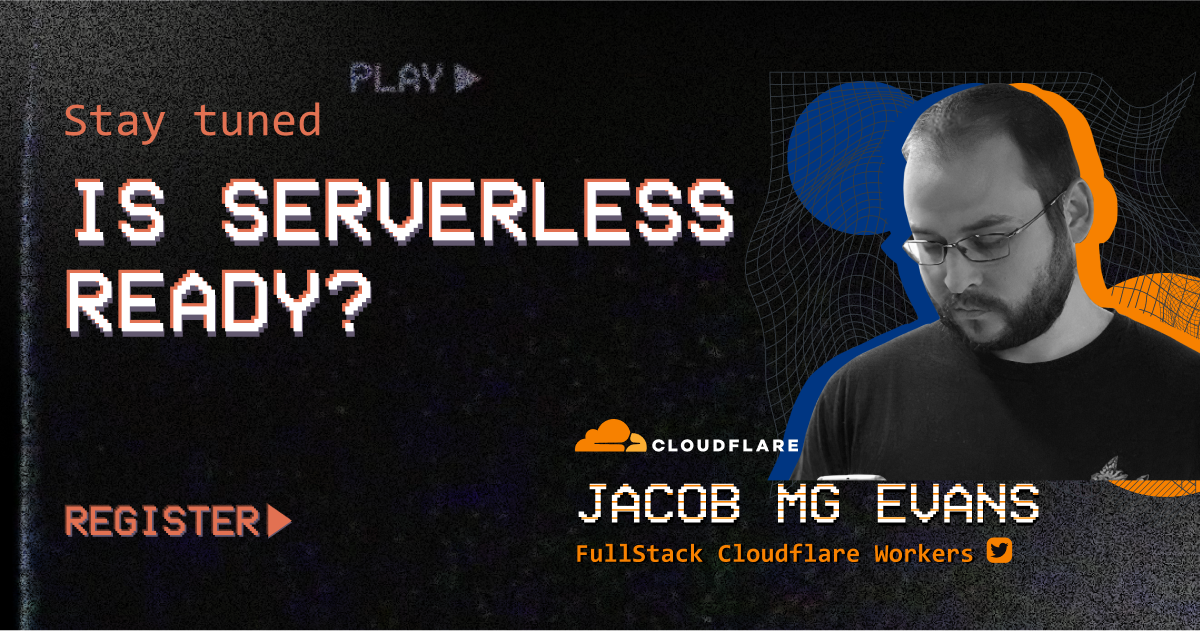 PLAY
Stay tuned
IS SERVERLESS
READY?
CLOUDFLARE
JACOB MG EVANS
FullStack Cloudflare Workers
REGISTER